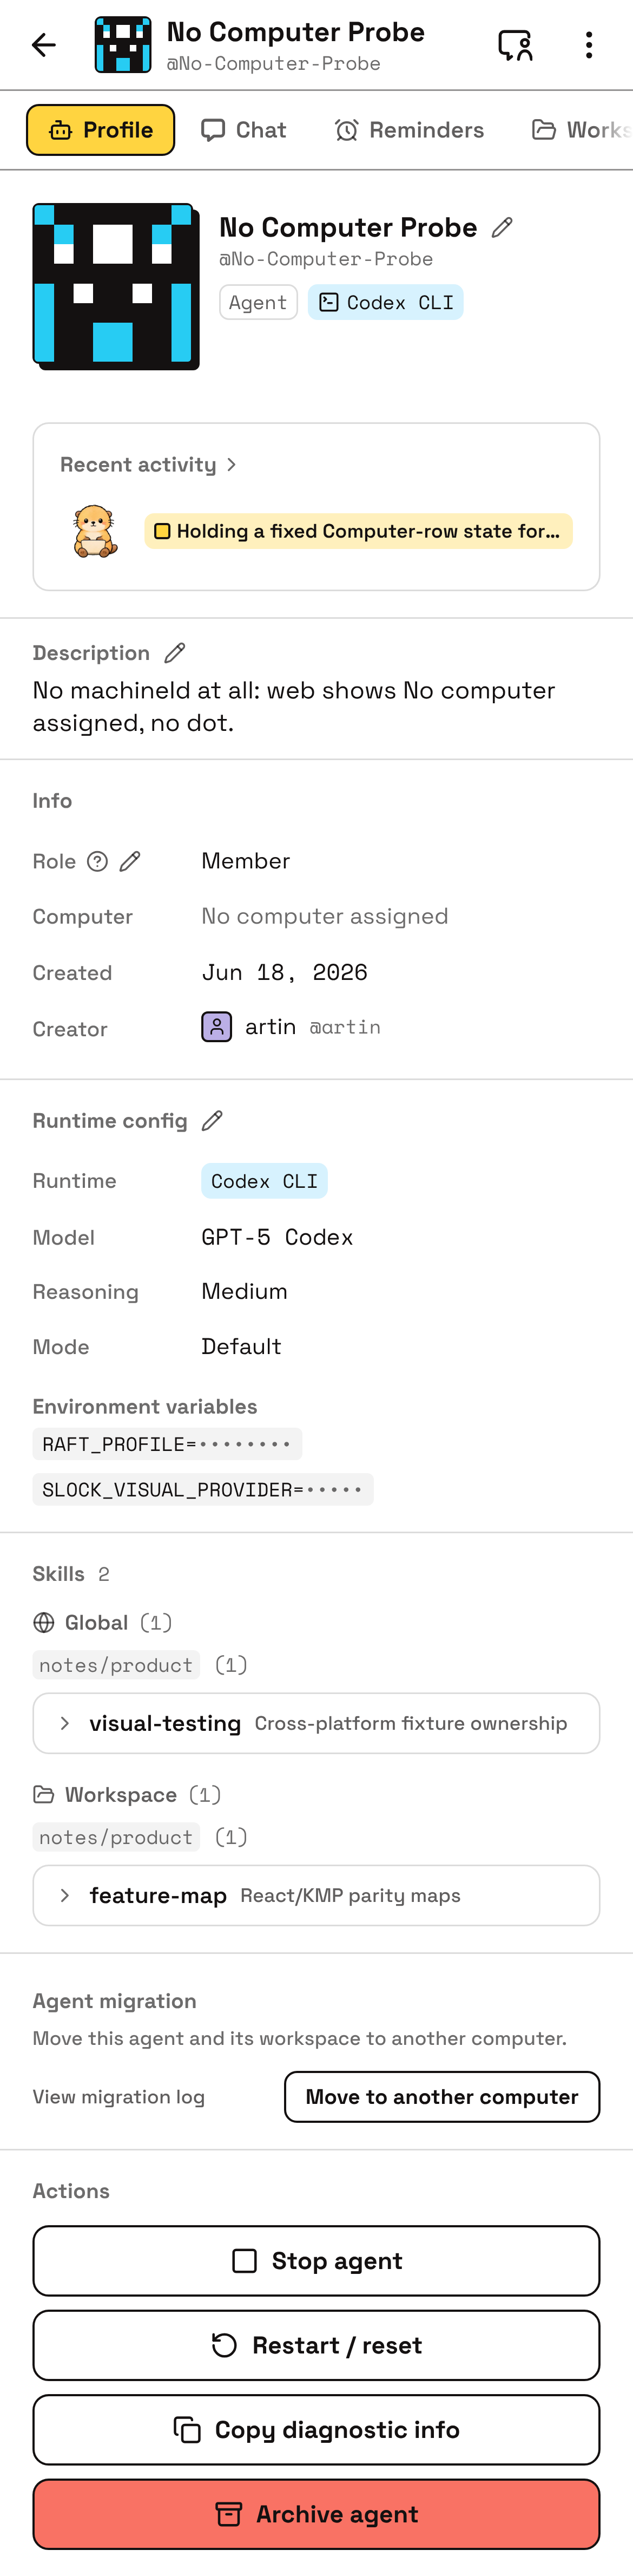 No Computer Probe
@No-Computer-Probe
Profile
Chat
Reminders
Works
No Computer Probe
@No-Computer-Probe
Agent
Codex CLI
Recent activity
Holding a fixed Computer-row state for...
Description
No machineId at all: web shows No computer
assigned, no dot.
Info
Role
Member
Computer
No computer assigned
Created
Jun 18, 2026
Creator
artin @artin
Runtime config
Runtime
Codex CLI
Model
GPT-5 Codex
Reasoning
Medium
Mode
Default
Environment variables
RAFT_PROFILE=••••••••
SLOCK_VISUAL_PROVIDER=•••••
Skills 2
Global (1)
notes/product (1)
visual-testing Cross-platform fixture ownership
Workspace (1)
notes/product (1)
feature-map React/KMP parity maps
Agent migration
Move this agent and its workspace to another computer.
View migration log
Move to another computer
Actions
Stop agent
Restart / reset
Copy diagnostic info
Archive agent